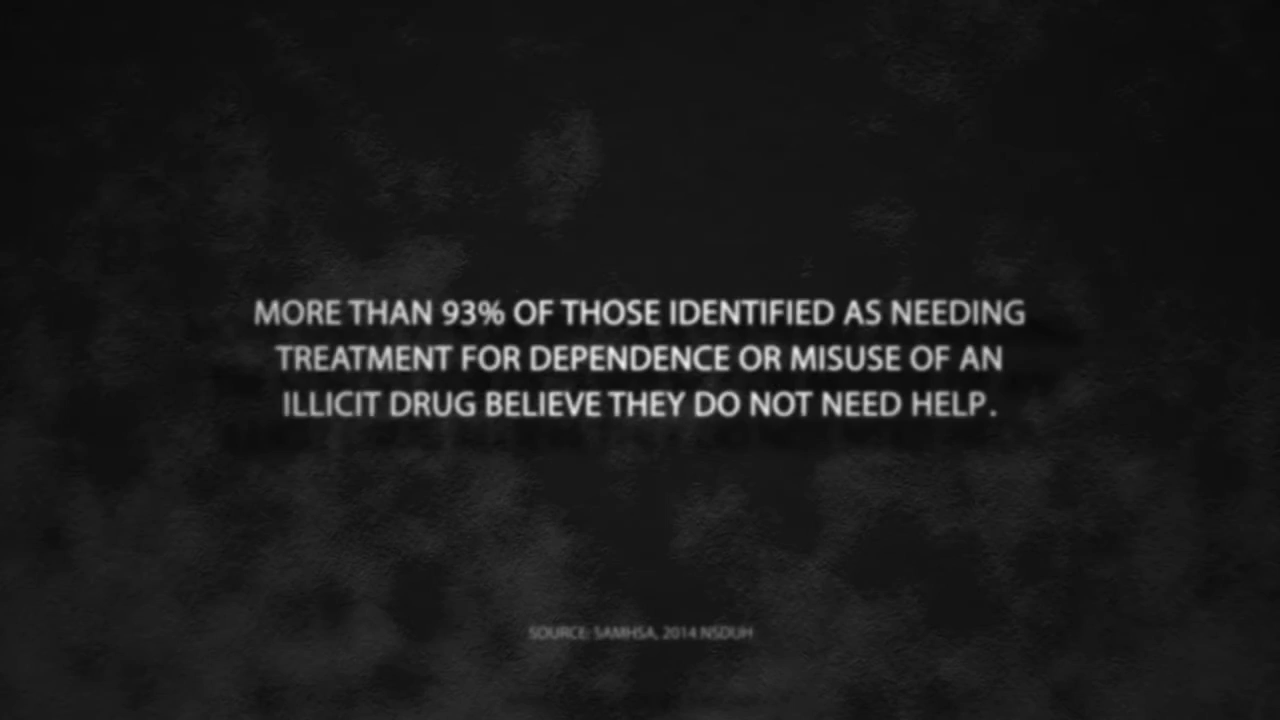 MORE THAN 93% OF THOSE IDENTIFIED AS NEEDING
TREATMENT FOR DEPENDENCE OR MISUSE OF AN
ILLICIT DRUG BELIEVE THEY DO NOT NEED HELP.
SOURCE: SAMHSA, 2014 NSDUH